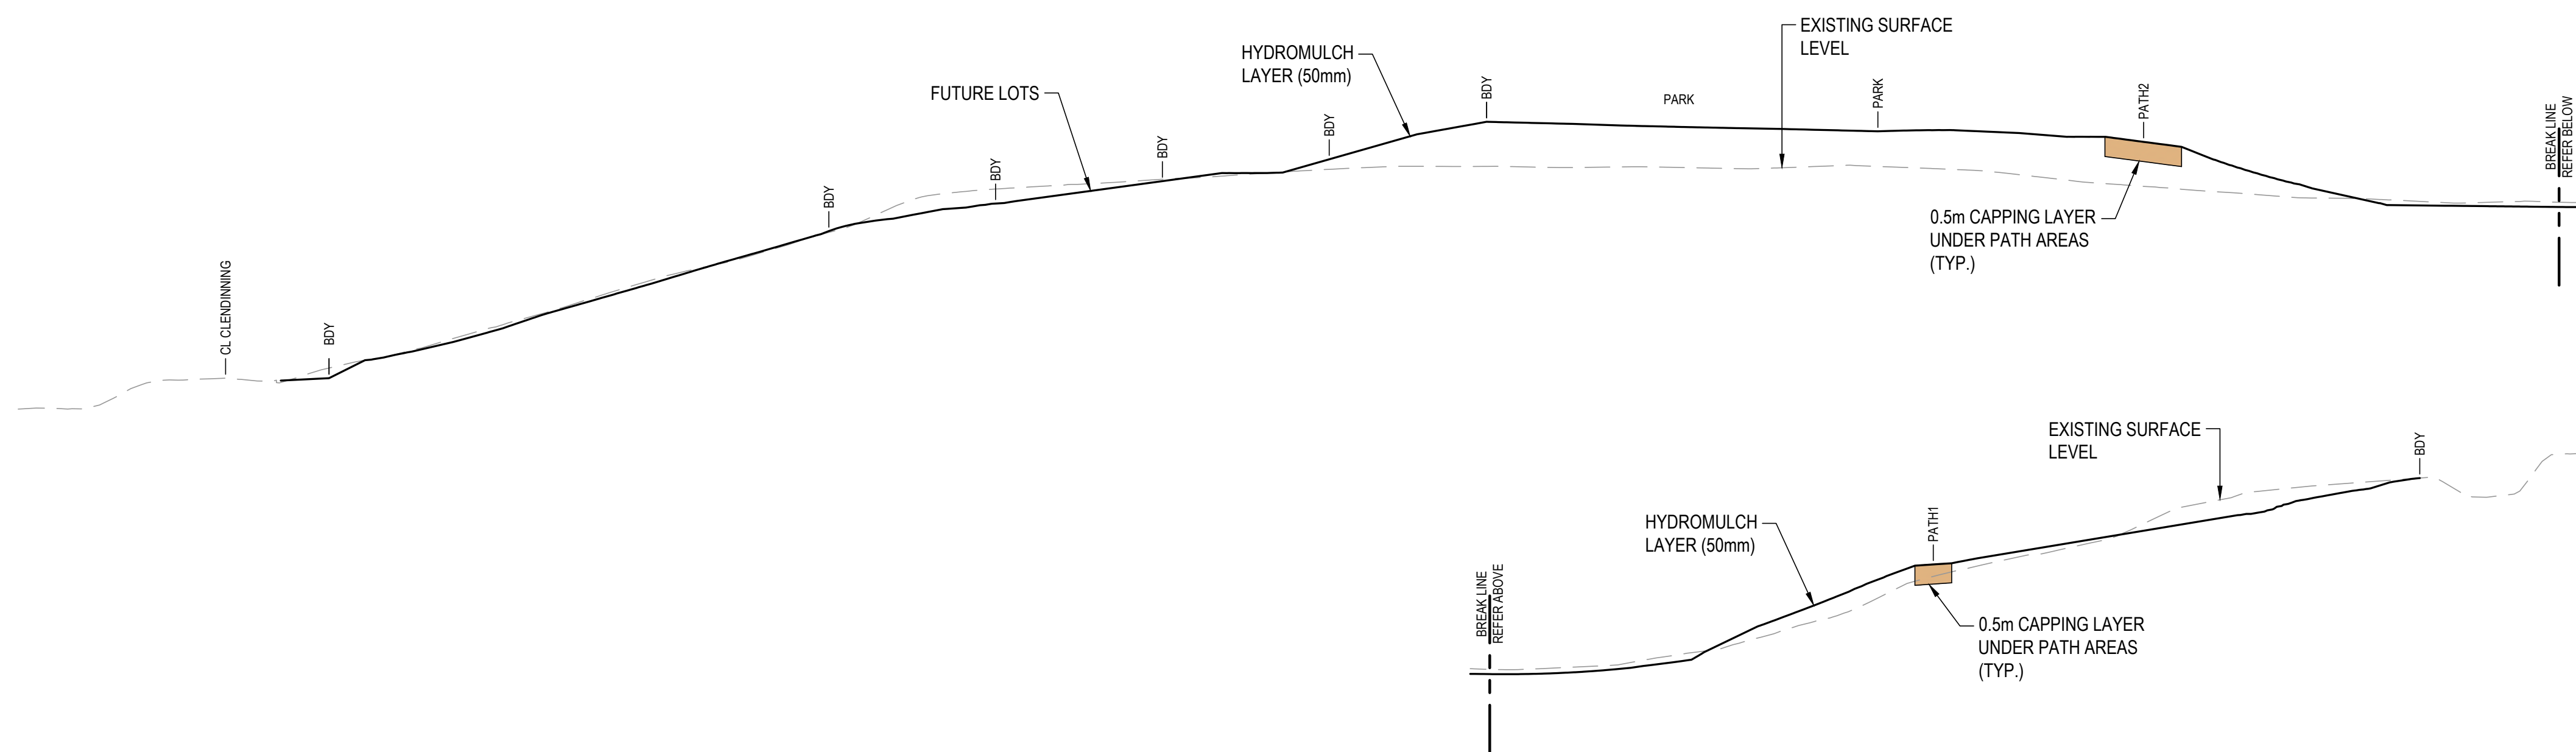 EXISTING SURFACE
LEVEL
HYDROMULCH
LAYER (50mm)
FUTURE LOTS
BDY
PARK
PARK
PATH2
BREAK LINE
REFER BELOW
BDY
BDY
BDY
BDY
0.5m CAPPING LAYER
UNDER PATH AREAS
(TYP.)
CL CLENDINNING
BDY
EXISTING SURFACE
LEVEL
BDY
HYDROMULCH
LAYER (50mm)
PATH1
BREAK LINE
REFER ABOVE
0.5m CAPPING LAYER
UNDER PATH AREAS
(TYP.)